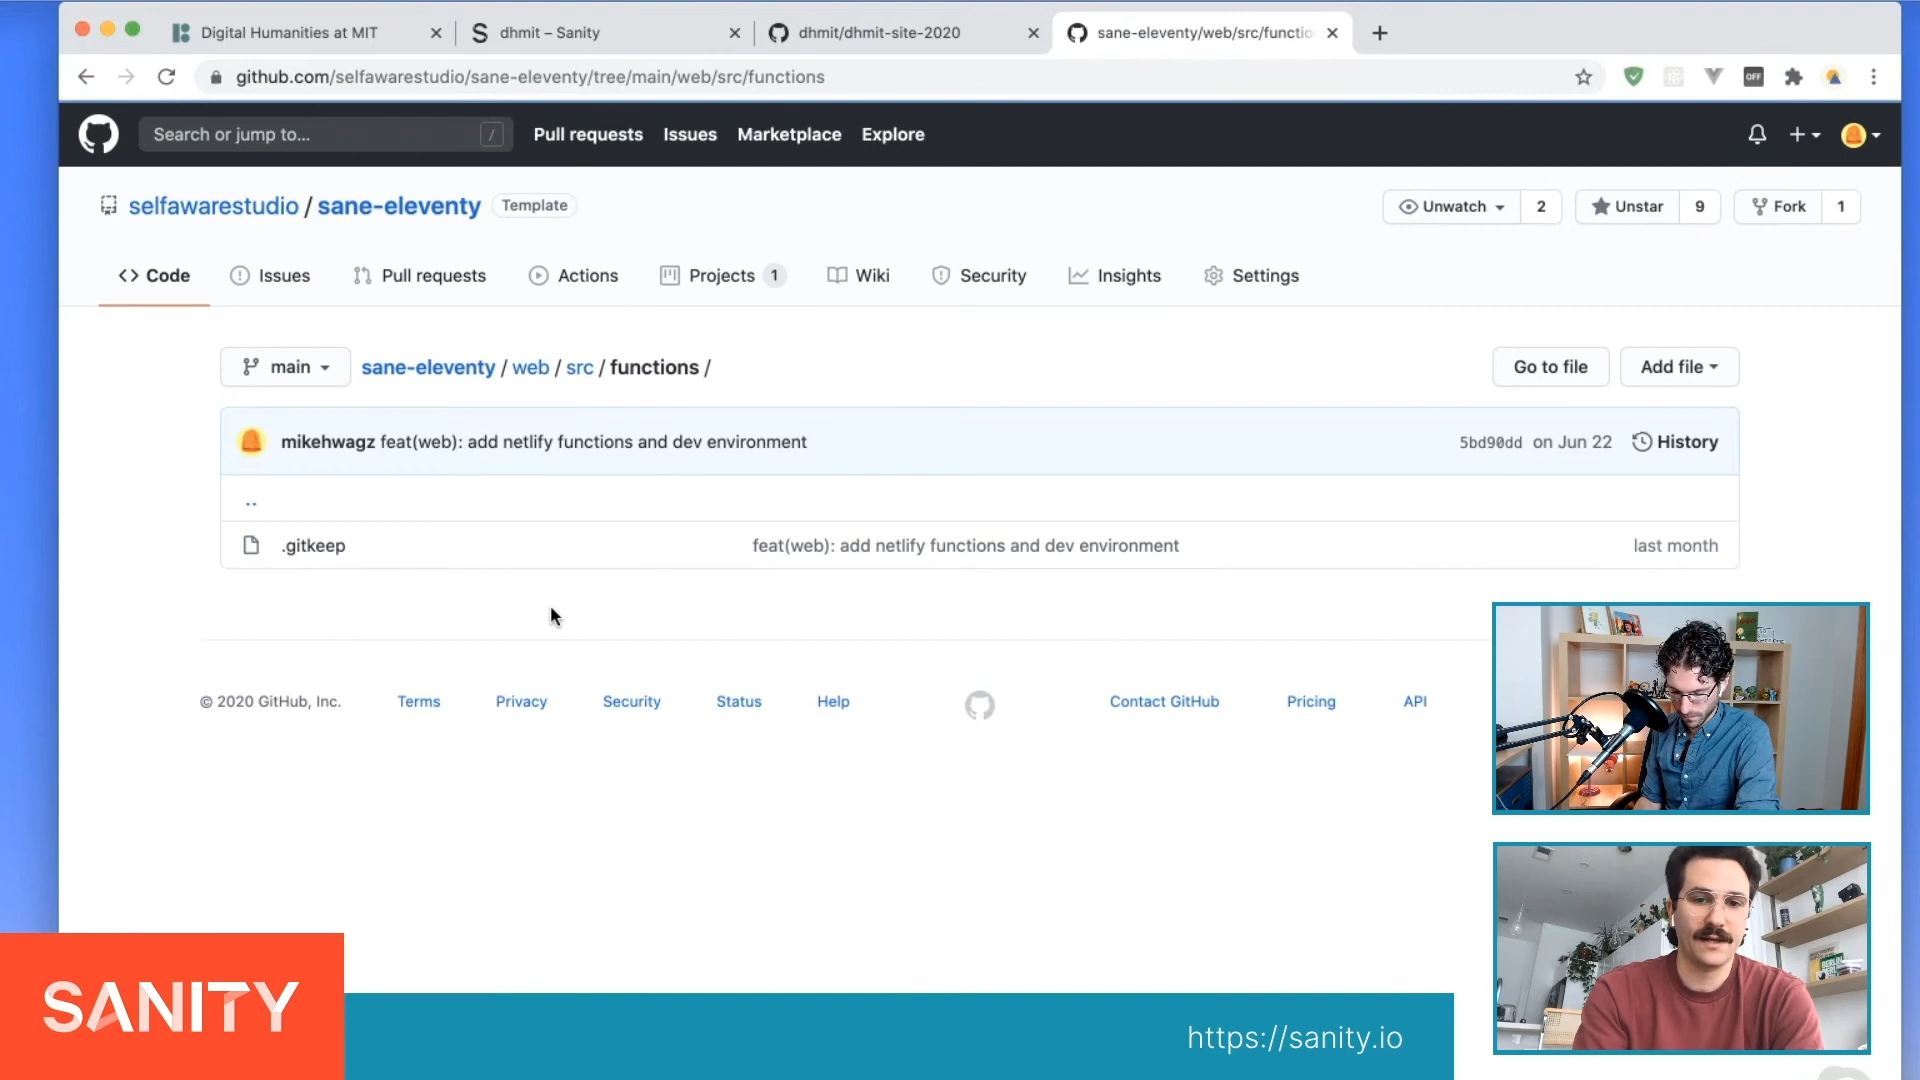 Digital Humanities at MIT
dhmit – Sanity
dhmit/dhmit-site-2020
sane-eleventy/web/src/functio
github.com/selfawarestudio/sane-eleventy/tree/main/web/src/functions
OFF
Search or jump to...
/
Pull requests
Issues
Marketplace
Explore
selfawarestudio / sane-eleventy
Template
Unwatch
2
Unstar
9
Fork
1
Code
Issues
Pull requests
Actions
Projects 1
Wiki
Security
Insights
Settings
main
sane-eleventy / web / src / functions /
Go to file
Add file
mikehwagz feat(web): add netlify functions and dev environment
5bd90dd on Jun 22
History
..
.gitkeep
feat(web): add netlify functions and dev environment
last month
© 2020 GitHub, Inc.
Terms
Privacy
Security
Status
Help
Contact GitHub
Pricing
API
SANITY
https://sanity.io